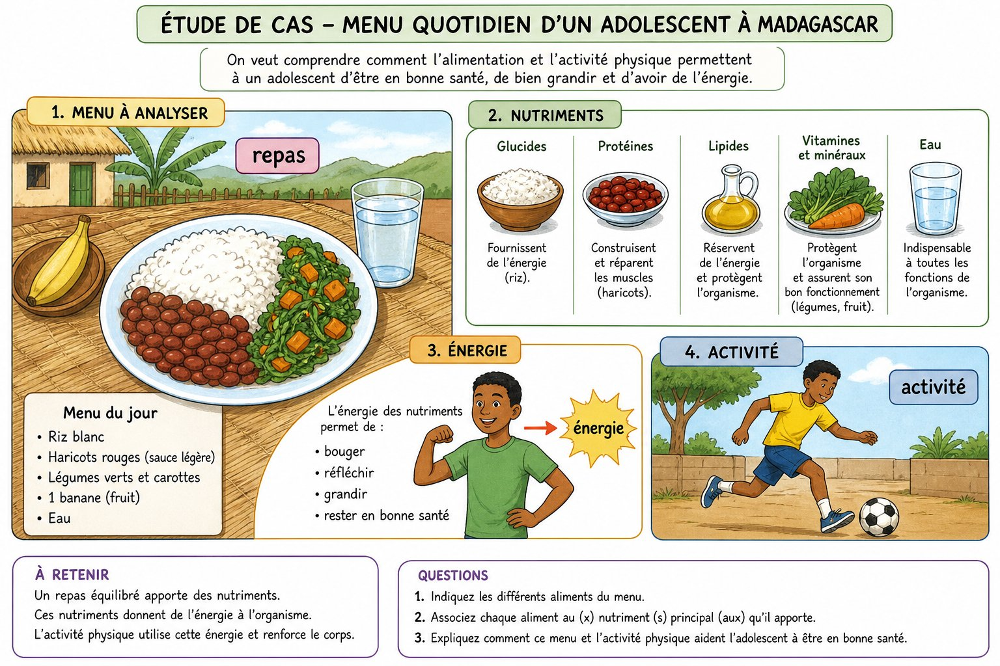 ÉTUDE DE CAS – MENU QUOTIDIEN D'UN ADOLESCENT À MADAGASCAR
On veut comprendre comment l'alimentation et l'activité physique permettent
à un adolescent d'être en bonne santé, de bien grandir et d'avoir de l'énergie.
1. MENU À ANALYSER
repas
Menu du jour
• Riz blanc
• Haricots rouges (sauce légère)
• Légumes verts et carottes
• 1 banane (fruit)
• Eau
2. NUTRIMENTS
Glucides
Fournissent
de l'énergie
(riz).
Protéines
Construisent
et réparent
les muscles
(haricots).
Lipides
Réservent
de l'énergie
et protègent
l'organisme.
Vitamines
et minéraux
Protègent
l'organisme
et assurent son
bon fonctionnement
(légumes, fruit).
Eau
Indispensable
à toutes les
fonctions de
l'organisme.
3. ÉNERGIE
L'énergie des nutriments
permet de :
• bouger
• réfléchir
• grandir
• rester en bonne santé
énergie
4. ACTIVITÉ
activité
À RETENIR
Un repas équilibré apporte des nutriments.
Ces nutriments donnent de l'énergie à l'organisme.
L'activité physique utilise cette énergie et renforce le corps.
QUESTIONS
1. Indiquez les différents aliments du menu.
2. Associez chaque aliment au (x) nutriment (s) principal (aux) qu'il apporte.
3. Expliquez comment ce menu et l'activité physique aident l'adolescent à être en bonne santé.